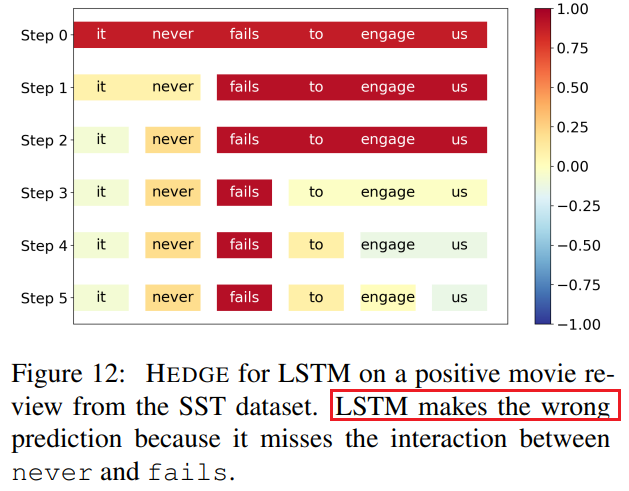 Step 0 it never fails to engage us
Step 1 it never fails to engage us
Step 2 it never fails to engage us
Step 3 it never fails to engage us
Step 4 it never fails to engage us
Step 5 it never fails to engage us
1.00
0.75
0.50
0.25
0.00
−0.25
−0.50
−0.75
−1.00
Figure 12: HEDGE for LSTM on a positive movie re-
view from the SST dataset. LSTM makes the wrong
prediction because it misses the interaction between
never and fails.